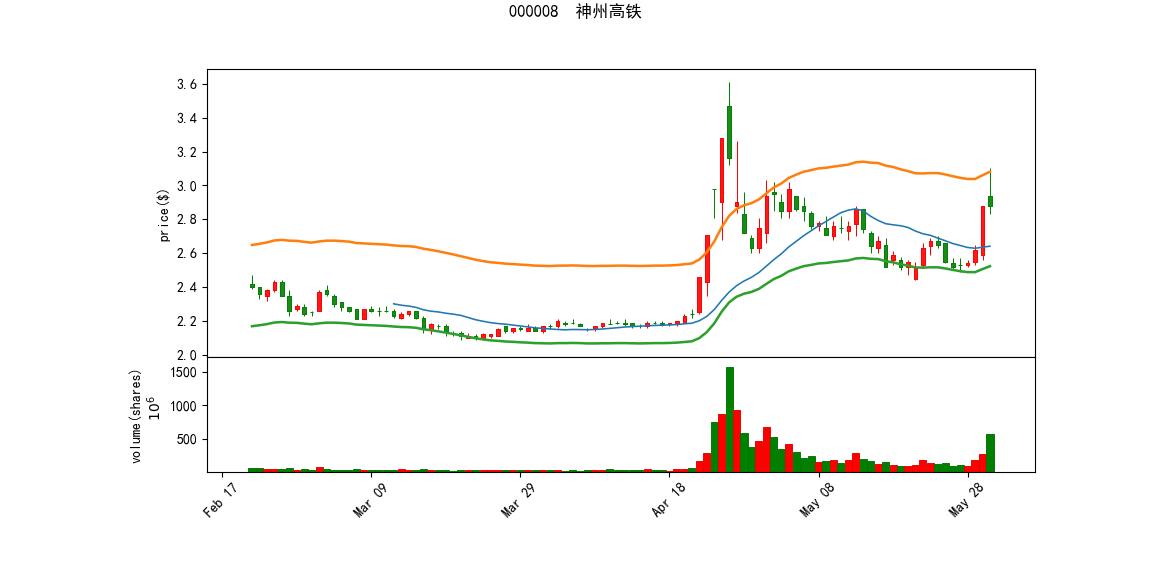 000008 神州高铁
3.6
3.4
3.2
3.0
2.8
2.6
2.4
2.2
2.0
price($)
1500
1000
500
volume(shares)
10^6
Feb 17
Mar 09
Mar 29
Apr 18
May 08
May 28